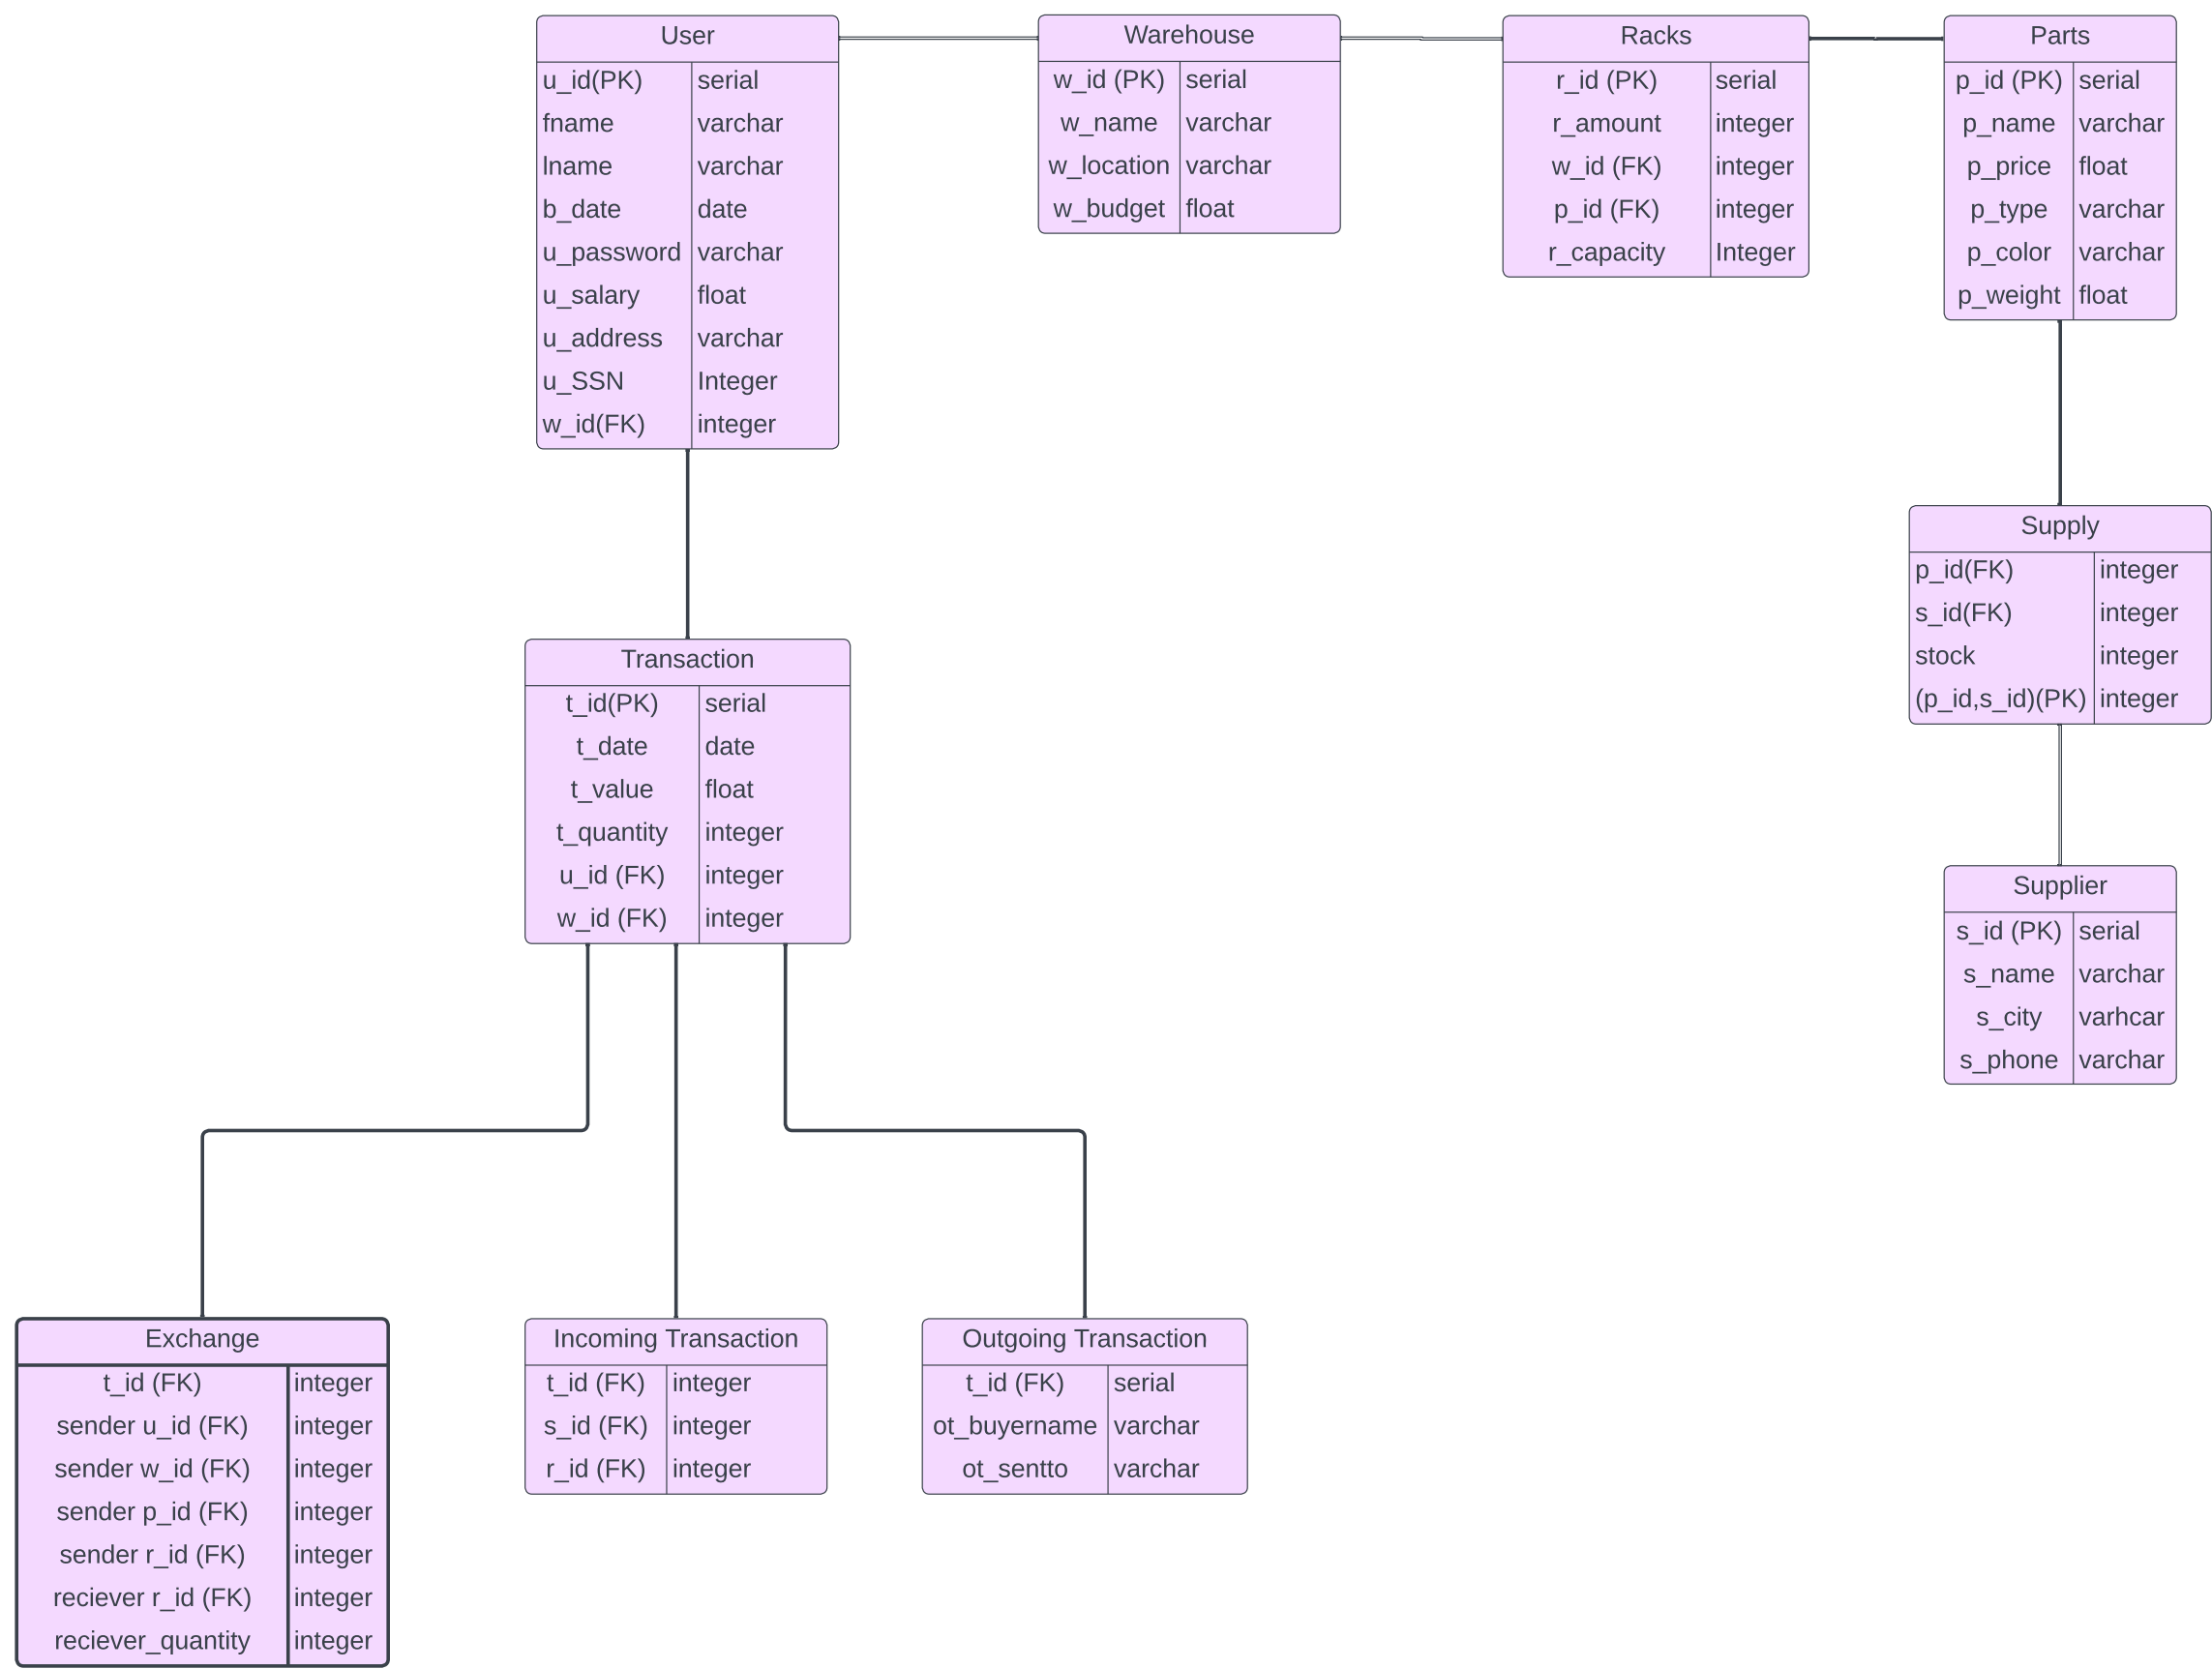 User
u_id(PK) serial
fname varchar
lname varchar
b_date date
u_password varchar
u_salary float
u_address varchar
u_SSN Integer
w_id(FK) integer
Warehouse
w_id (PK) serial
w_name varchar
w_location varchar
w_budget float
Racks
r_id (PK) serial
r_amount integer
w_id (FK) integer
p_id (FK) integer
r_capacity Integer
Parts
p_id (PK) serial
p_name varchar
p_price float
p_type varchar
p_color varchar
p_weight float
Supply
p_id(FK) integer
s_id(FK) integer
stock integer
(p_id,s_id)(PK) integer
Transaction
t_id(PK) serial
t_date date
t_value float
t_quantity integer
u_id (FK) integer
w_id (FK) integer
Supplier
s_id (PK) serial
s_name varchar
s_city varhcar
s_phone varchar
Exchange
t_id (FK) integer
sender u_id (FK) integer
sender w_id (FK) integer
sender p_id (FK) integer
sender r_id (FK) integer
reciever r_id (FK) integer
reciever_quantity integer
Incoming Transaction
t_id (FK) integer
s_id (FK) integer
r_id (FK) integer
Outgoing Transaction
t_id (FK) serial
ot_buyername varchar
ot_sentto varchar